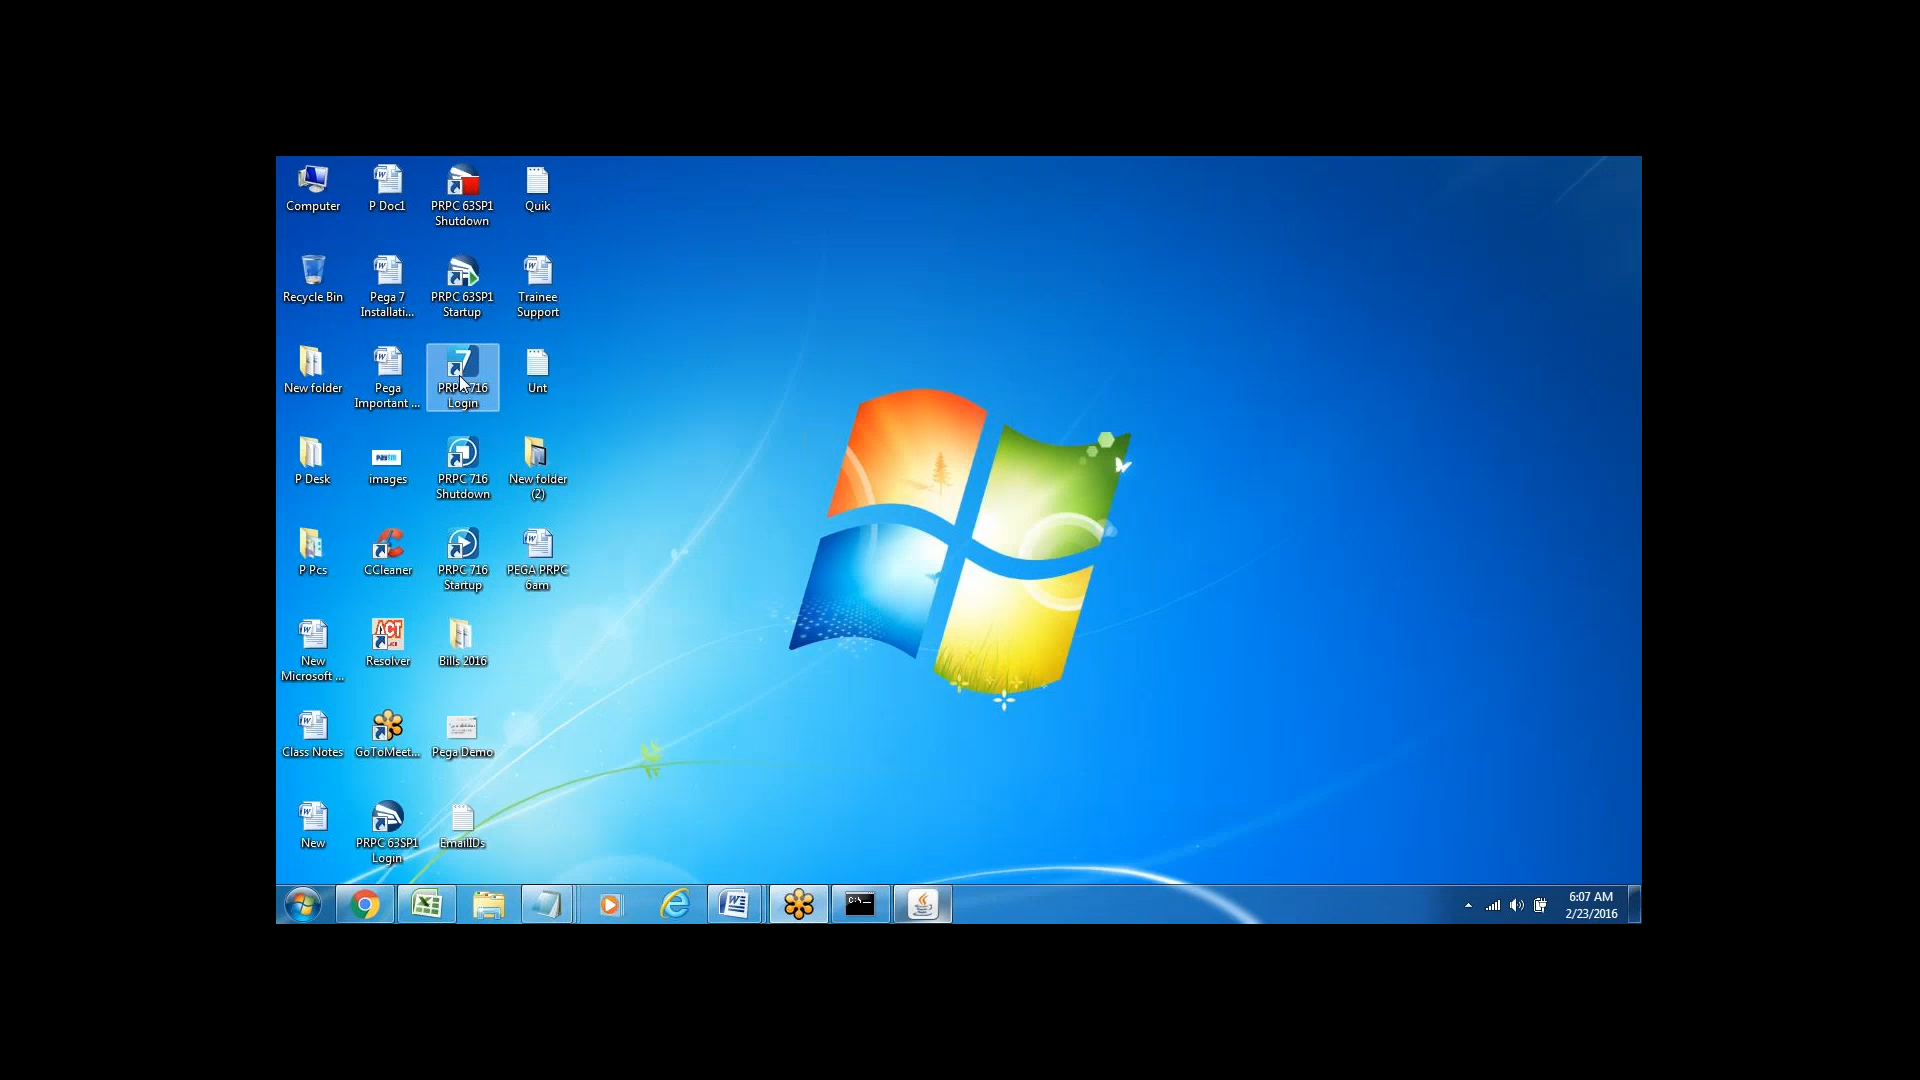 Computer
P Doc1
PRPC 63SP1
Shutdown
Quik
Recycle Bin
Pega 7
Installati...
PRPC 63SP1
Startup
Trainee
Support
New folder
Pega
Important ...
7
PRPC 716
Login
Unt
P Desk
paytm
images
PRPC 716
Shutdown
New folder
(2)
P Pcs
CCleaner
PRPC 716
Startup
PEGA PRPC
6am
New
Microsoft ...
ACT
Resolver
Bills 2016
Class Notes
GoToMeet...
Pega Demo
New
PRPC 63SP1
Login
EmailIDs
C:\
6:07 AM
2/23/2016